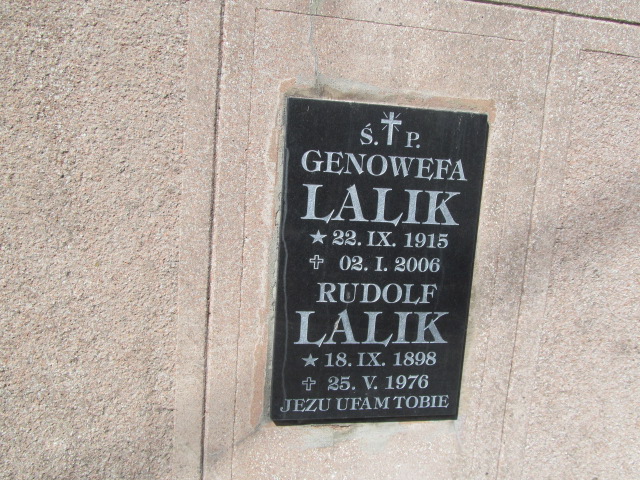 Ś. P.
GENOWEFA
LALIK
★ 22. IX. 1915
✝ 02. I. 2006
RUDOLF
LALIK
★ 18. IX. 1898
✝ 25. V. 1976
JEZU UFAM TOBIE